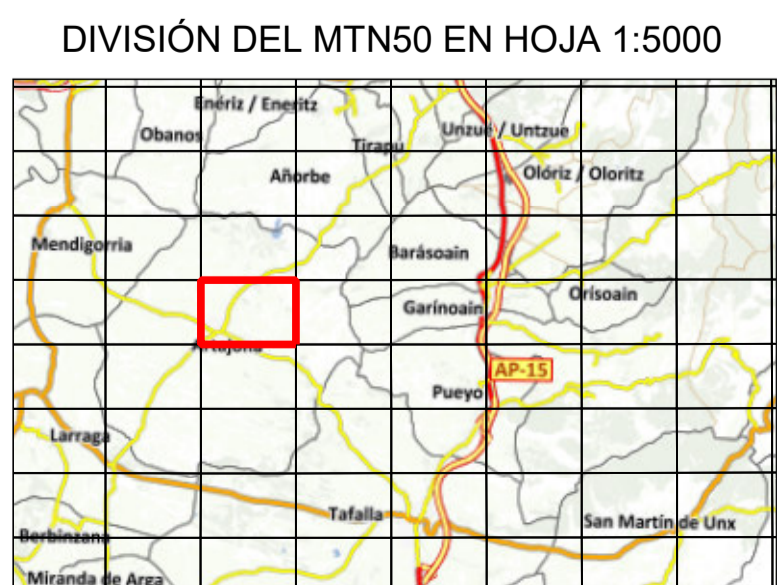 DIVISIÓN DEL MTN50 EN HOJA 1:5000
Enériz / Eneritz
Obanos
Unzué / Untzue
Tirapu
Añorbe
Olóriz / Oloritz
Mendigorria
Barásoain
Orísoain
Garínoain
Artajona
AP-15
Pueyo
Larraga
Tafalla
San Martín de Unx
Berbinzana
Miranda de Arga